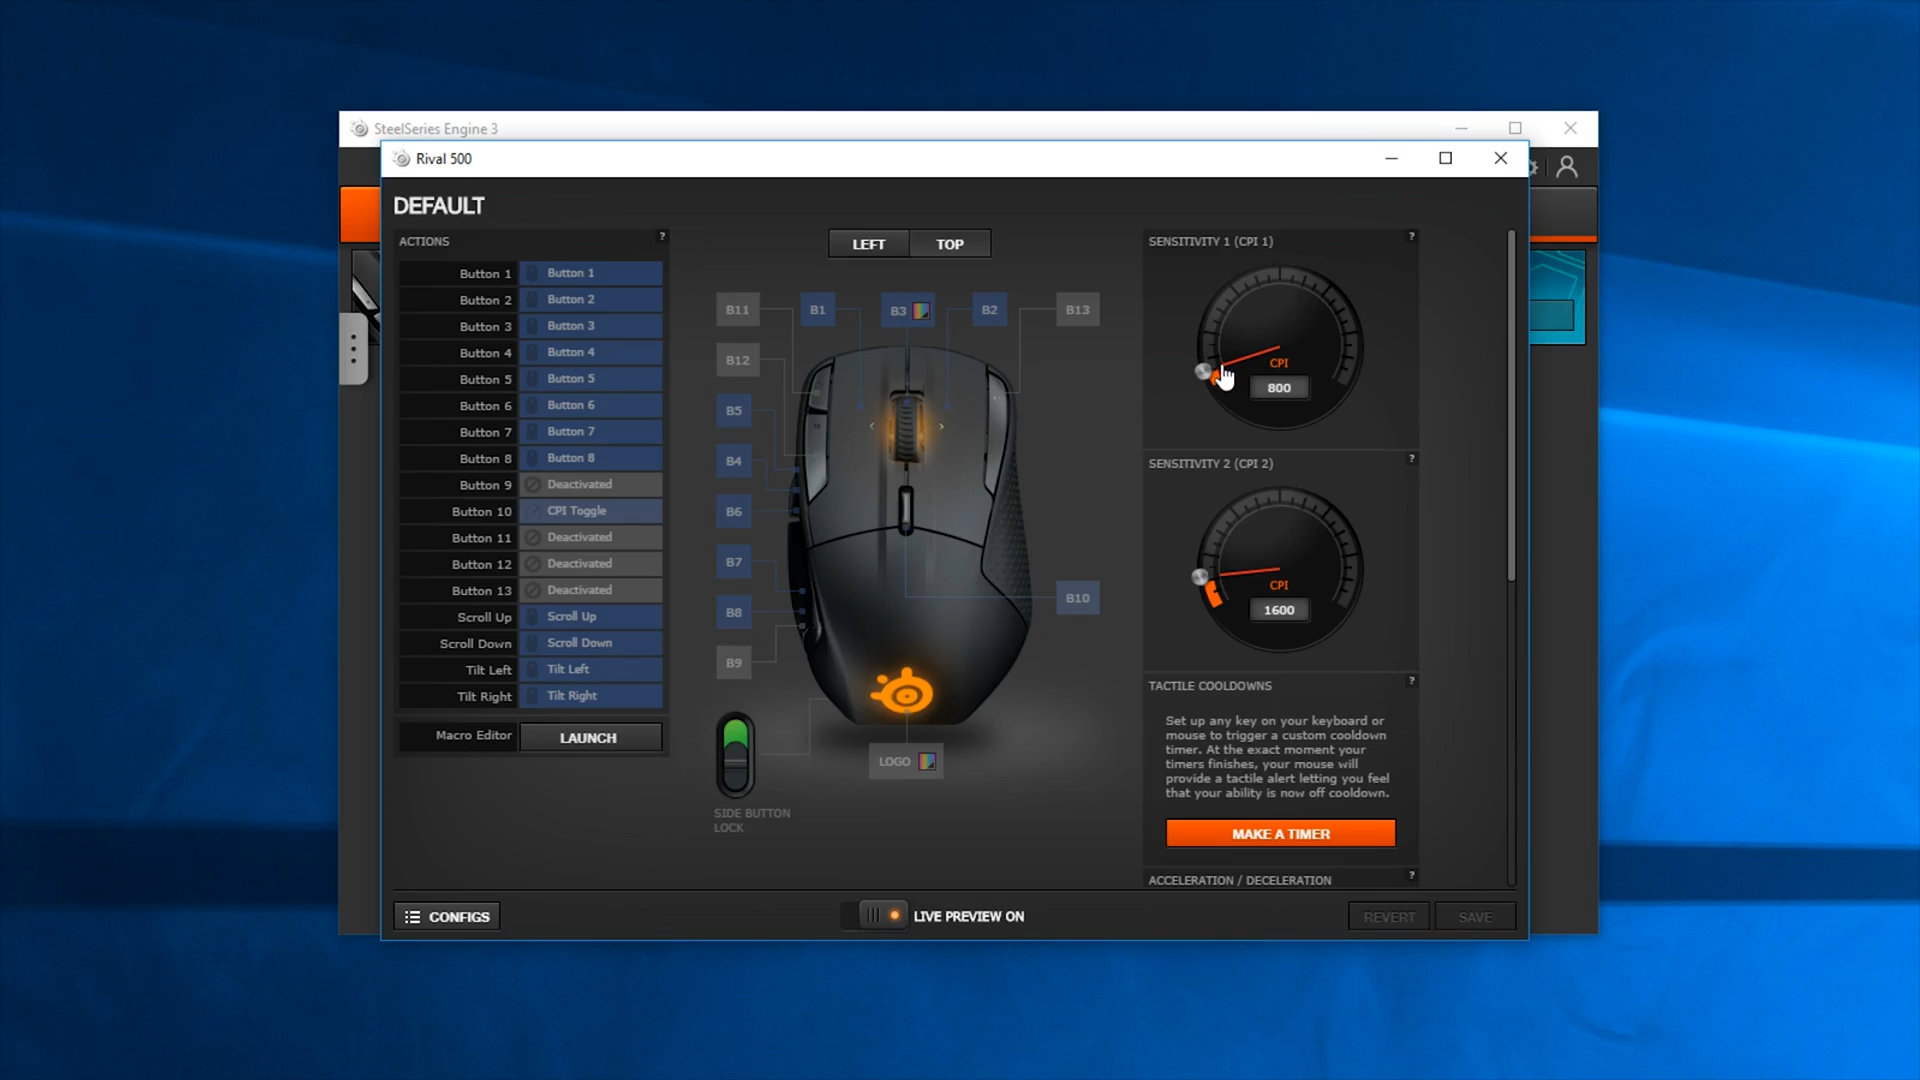 SteelSeries Engine 3
Rival 500
DEFAULT
ACTIONS
?
Button 1 Button 1
Button 2 Button 2
Button 3 Button 3
Button 4 Button 4
Button 5 Button 5
Button 6 Button 6
Button 7 Button 7
Button 8 Button 8
Button 9 Deactivated
Button 10 CPI Toggle
Button 11 Deactivated
Button 12 Deactivated
Button 13 Deactivated
Scroll Up Scroll Up
Scroll Down Scroll Down
Tilt Left Tilt Left
Tilt Right Tilt Right
Macro Editor LAUNCH
LEFT TOP
B11 B1 B3 B2 B13
B12
B5
B4
B6
B7
B8 B10
B9
LOGO
SIDE BUTTON
LOCK
SENSITIVITY 1 (CPI 1) ?
CPI
800
SENSITIVITY 2 (CPI 2) ?
CPI
1600
TACTILE COOLDOWNS ?
Set up any key on your keyboard or
mouse to trigger a custom cooldown
timer. At the exact moment your
timers finishes, your mouse will
provide a tactile alert letting you feel
that your ability is now off cooldown.
MAKE A TIMER
ACCELERATION / DECELERATION ?
CONFIGS
LIVE PREVIEW ON
REVERT SAVE